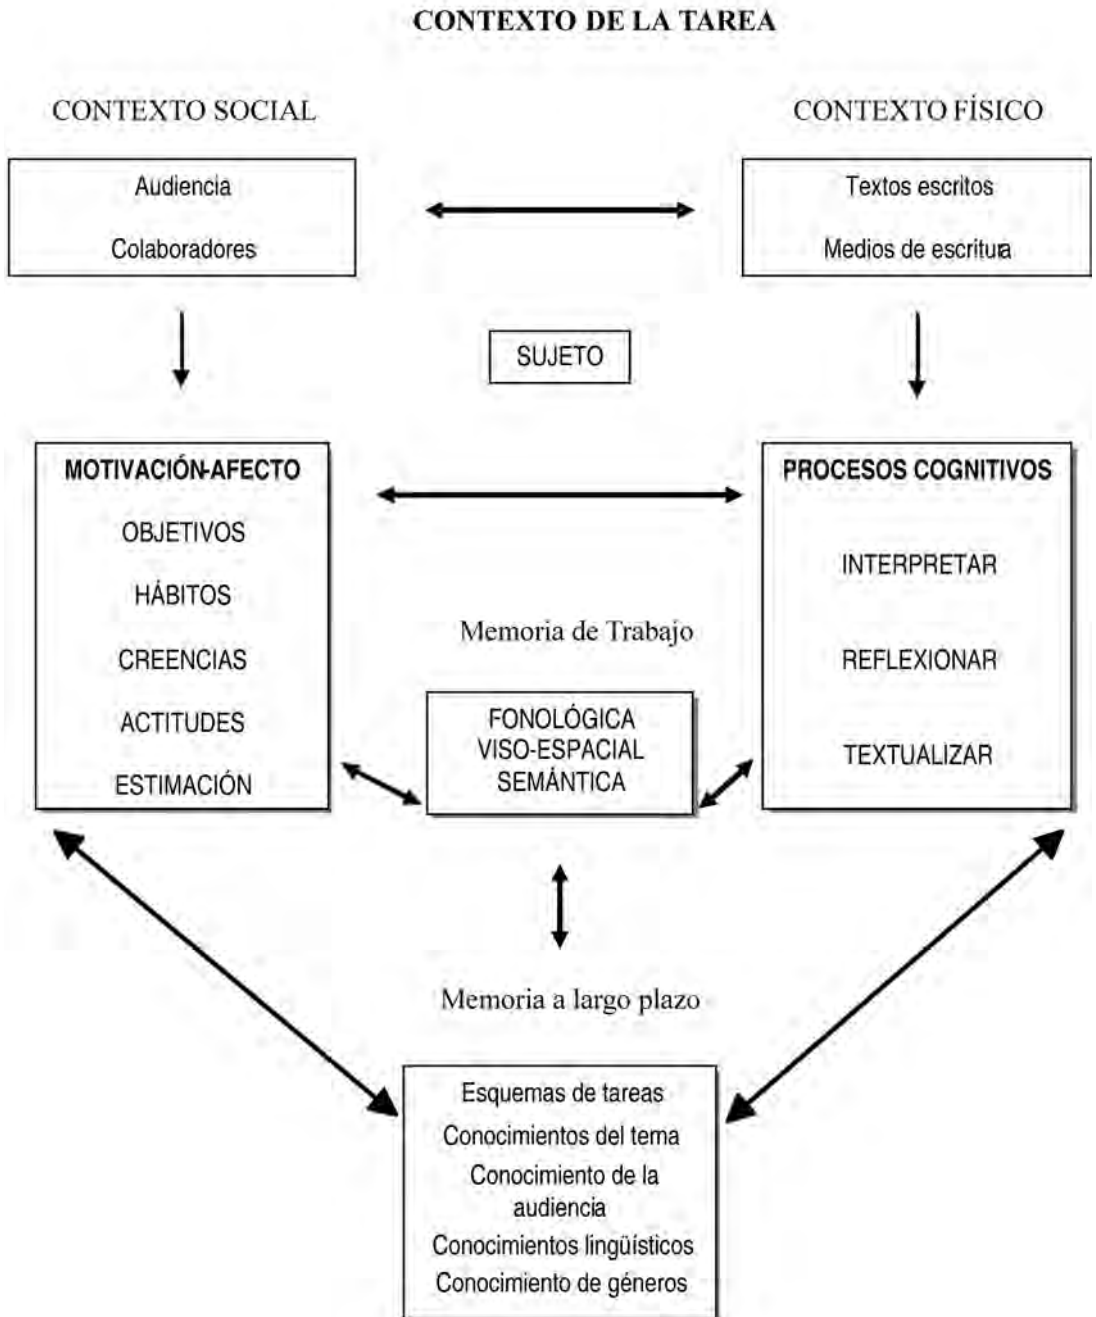 CONTEXTO DE LA TAREA
CONTEXTO SOCIAL
CONTEXTO FÍSICO
Audiencia
Colaboradores
Textos escritos
Medios de escritura
SUJETO
MOTIVACIÓN-AFECTO
OBJETIVOS
HÁBITOS
CREENCIAS
ACTITUDES
ESTIMACIÓN
PROCESOS COGNITIVOS
INTERPRETAR
REFLEXIONAR
TEXTUALIZAR
Memoria de Trabajo
FONOLÓGICA
VISO-ESPACIAL
SEMÁNTICA
Memoria a largo plazo
Esquemas de tareas
Conocimientos del tema
Conocimiento de la
audiencia
Conocimientos lingüísticos
Conocimiento de géneros